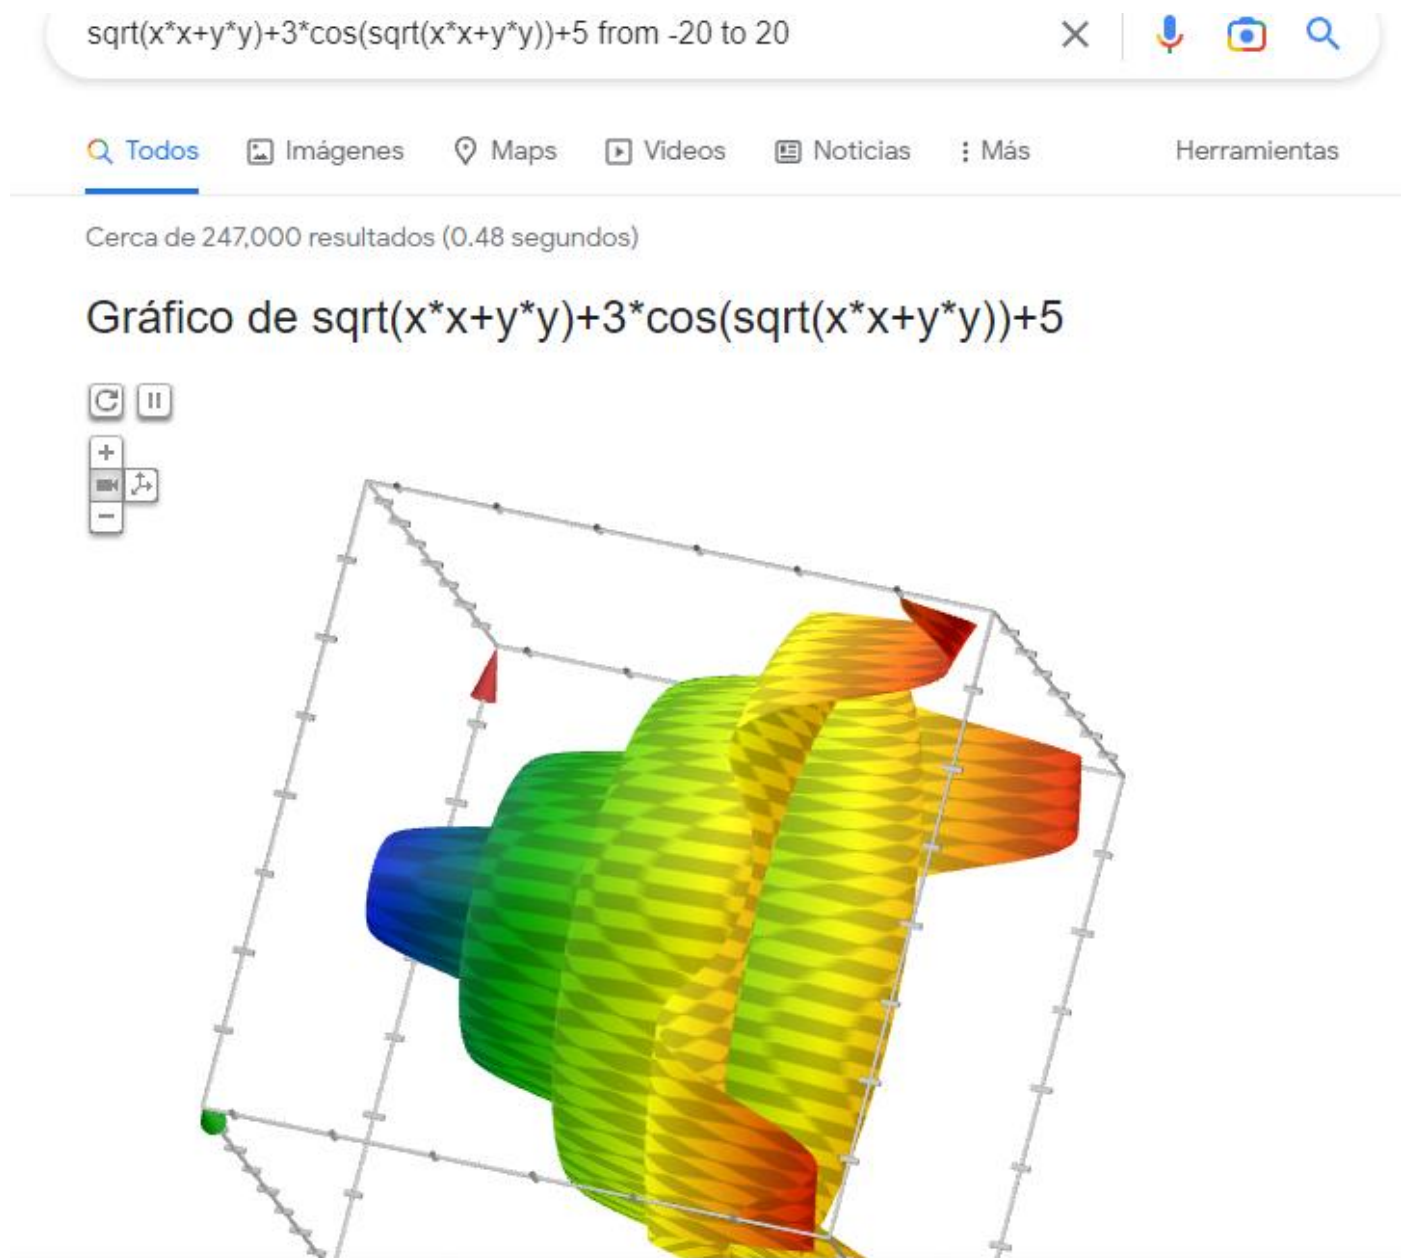 sqrt(x*x+y*y)+3*cos(sqrt(x*x+y*y))+5 from -20 to 20
Todos Imágenes Maps Videos Noticias Más Herramientas
Cerca de 247,000 resultados (0.48 segundos)
Gráfico de sqrt(x*x+y*y)+3*cos(sqrt(x*x+y*y))+5